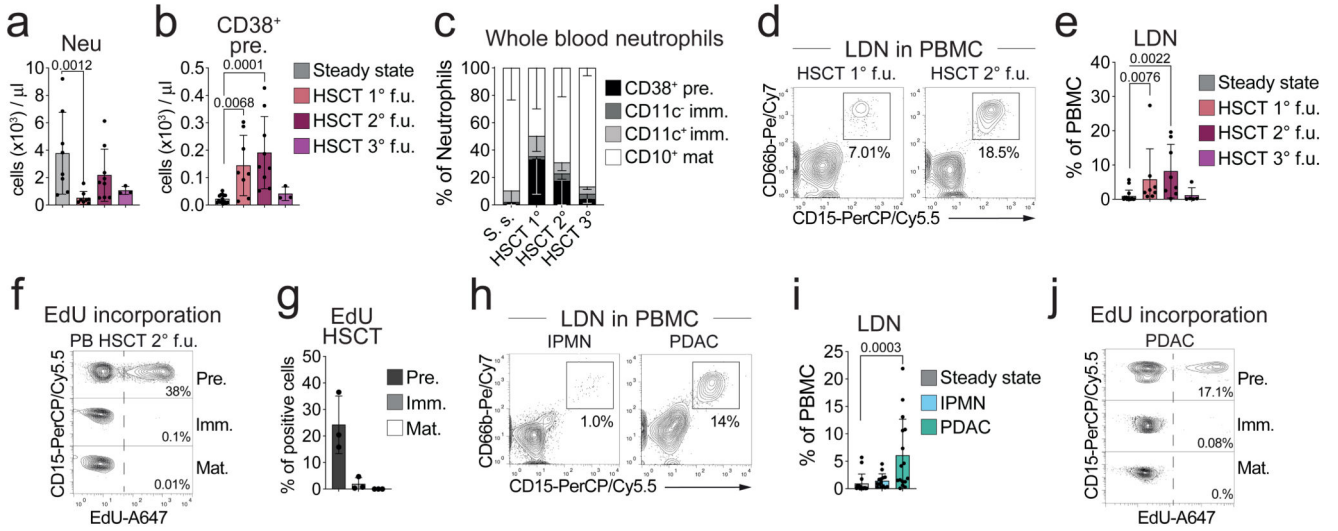 a
Neu
0.0012
cells (x10³) / µl
10
8
6
4
2
0
b
CD38⁺
pre.
0.0001
0.0068
cells (x10³) / µl
0.5
0.4
0.3
0.2
0.1
0.0
Steady state
HSCT 1° f.u.
HSCT 2° f.u.
HSCT 3° f.u.
c
Whole blood neutrophils
% of Neutrophils
100
80
60
40
20
0
S. s.
HSCT 1°
HSCT 2°
HSCT 3°
CD38⁺ pre.
CD11c⁻ imm.
CD11c⁺ imm.
CD10⁺ mat
d
LDN in PBMC
HSCT 1° f.u. HSCT 2° f.u.
CD66b-Pe/Cy7
7.01%
18.5%
CD15-PerCP/Cy5.5
e
LDN
0.0022
0.0076
% of PBMC
40
30
20
10
0
Steady state
HSCT 1° f.u.
HSCT 2° f.u.
HSCT 3° f.u.
f
EdU incorporation
PB HSCT 2° f.u.
CD15-PerCP/Cy5.5
Pre.
38%
Imm.
0.1%
Mat.
0.01%
10⁰ 10¹ 10² 10³
EdU-A647
g
EdU
HSCT
% of positive cells
50
40
30
20
10
0
Pre.
Imm.
Mat.
h
LDN in PBMC
IPMN PDAC
CD66b-Pe/Cy7
1.0%
14%
CD15-PerCP/Cy5.5
i
LDN
0.0003
% of PBMC
25
20
15
10
5
0
Steady state
IPMN
PDAC
j
EdU incorporation
PDAC
CD15-PerCP/Cy5.5
Pre.
17.1%
Imm.
0.08%
Mat.
0.%
EdU-A647